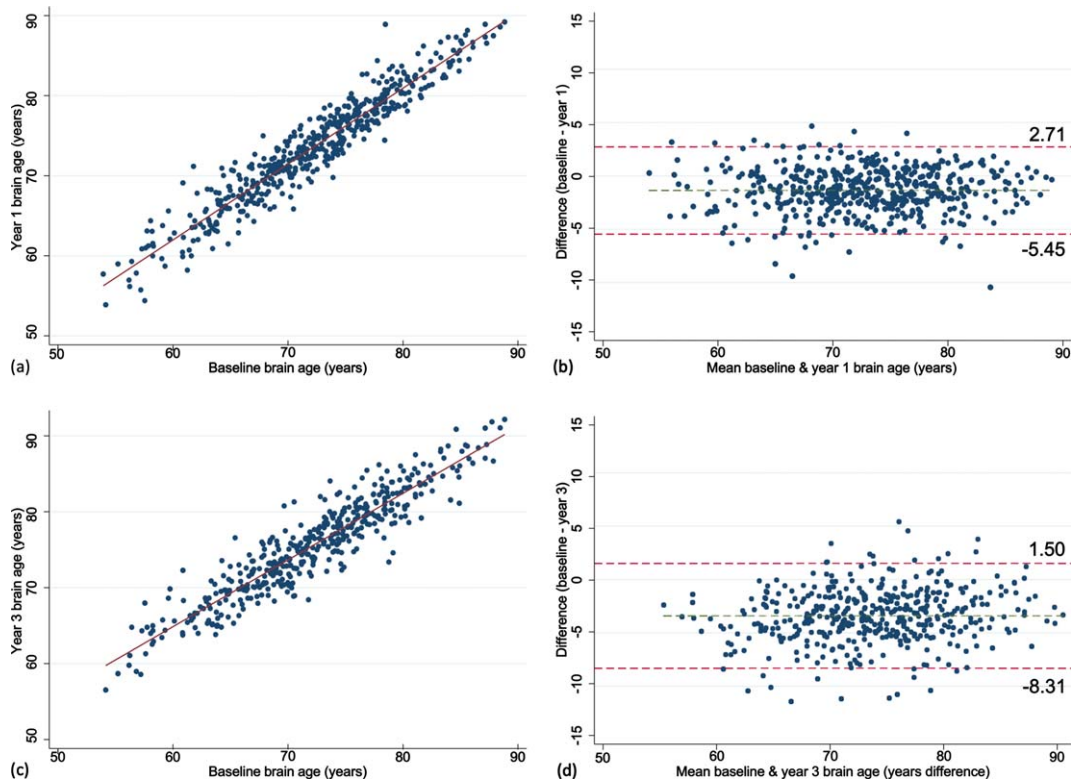 90
80
70
60
50
Year 1 brain age (years)
50 60 70 80 90
Baseline brain age (years)
(a)
15
10
5
0
-5
-10
-15
Difference (baseline - year 1)
2.71
-5.45
50 60 70 80 90
Mean baseline & year 1 brain age (years)
(b)
90
80
70
60
50
Year 3 brain age (years)
50 60 70 80 90
Baseline brain age (years)
(c)
15
10
5
0
-5
-10
-15
Difference (baseline - year 3)
1.50
-8.31
50 60 70 80 90
Mean baseline & year 3 brain age (years difference)
(d)